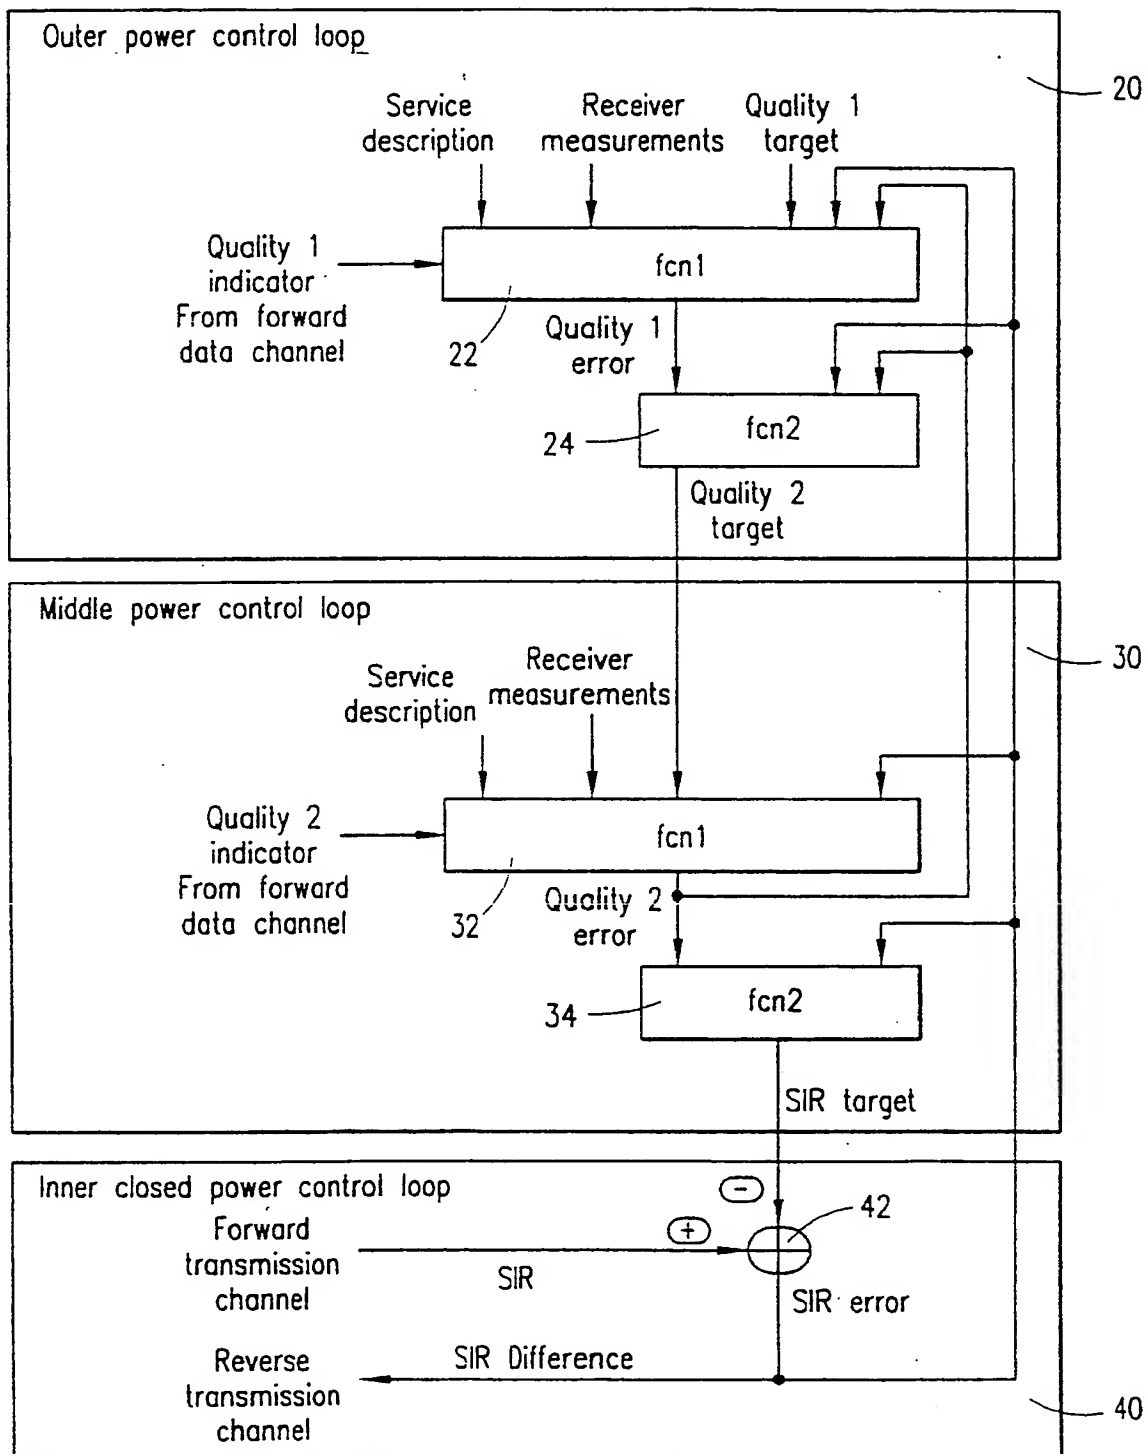 Outer power control loop
20
Service
description
Receiver
measurements
Quality 1
target
Quality 1
indicator
From forward
data channel
fcn1
22
Quality 1
error
24
fcn2
Quality 2
target
Middle power control loop
30
Service
description
Receiver
measurements
Quality 2
indicator
From forward
data channel
fcn1
32
Quality 2
error
34
fcn2
SIR target
Inner closed power control loop
Forward
transmission
channel
SIR
+
-
42
SIR error
Reverse
transmission
channel
SIR Difference
40